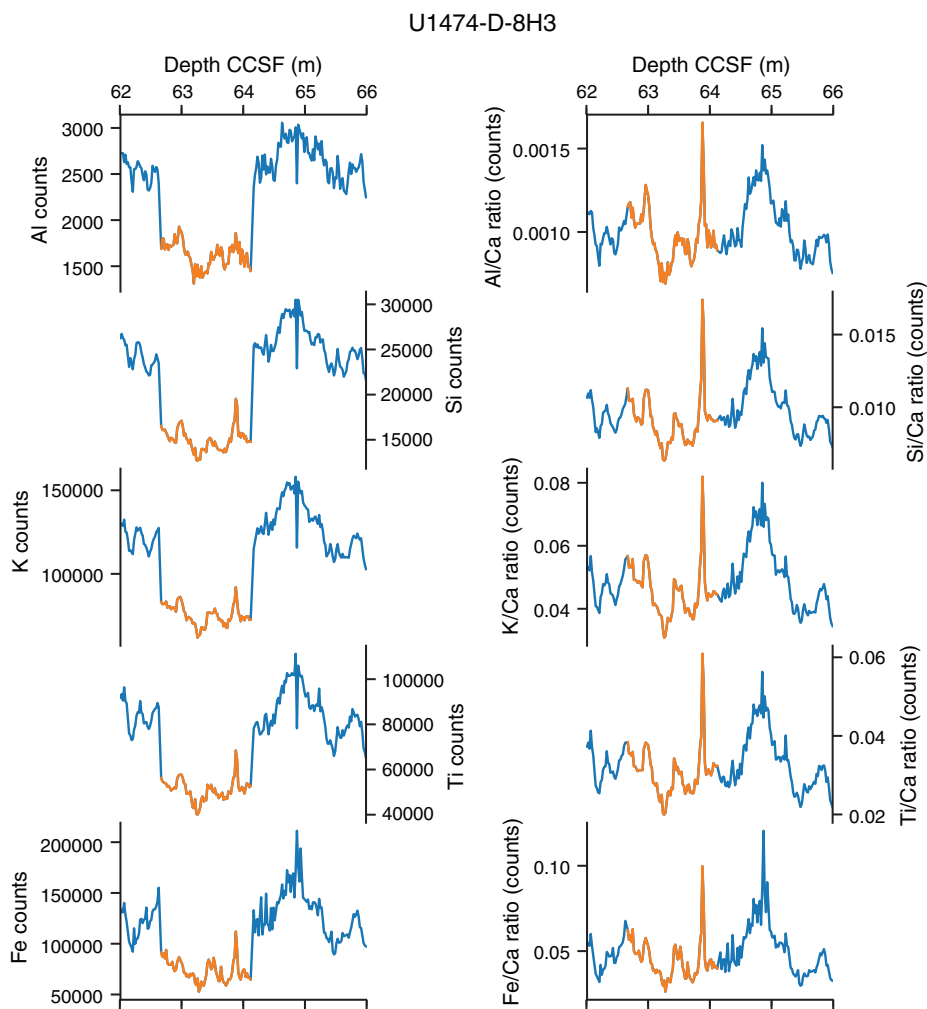 U1474-D-8H3
Depth CCSF (m)
62 63 64 65 66
Depth CCSF (m)
62 63 64 65 66
Al counts
3000
2500
2000
1500
Al/Ca ratio (counts)
0.0015
0.0010
Si counts
30000
25000
20000
15000
Si/Ca ratio (counts)
0.015
0.010
K counts
150000
100000
K/Ca ratio (counts)
0.08
0.06
0.04
Ti counts
100000
80000
60000
40000
Ti/Ca ratio (counts)
0.06
0.04
0.02
Fe counts
200000
150000
100000
50000
Fe/Ca ratio (counts)
0.10
0.05